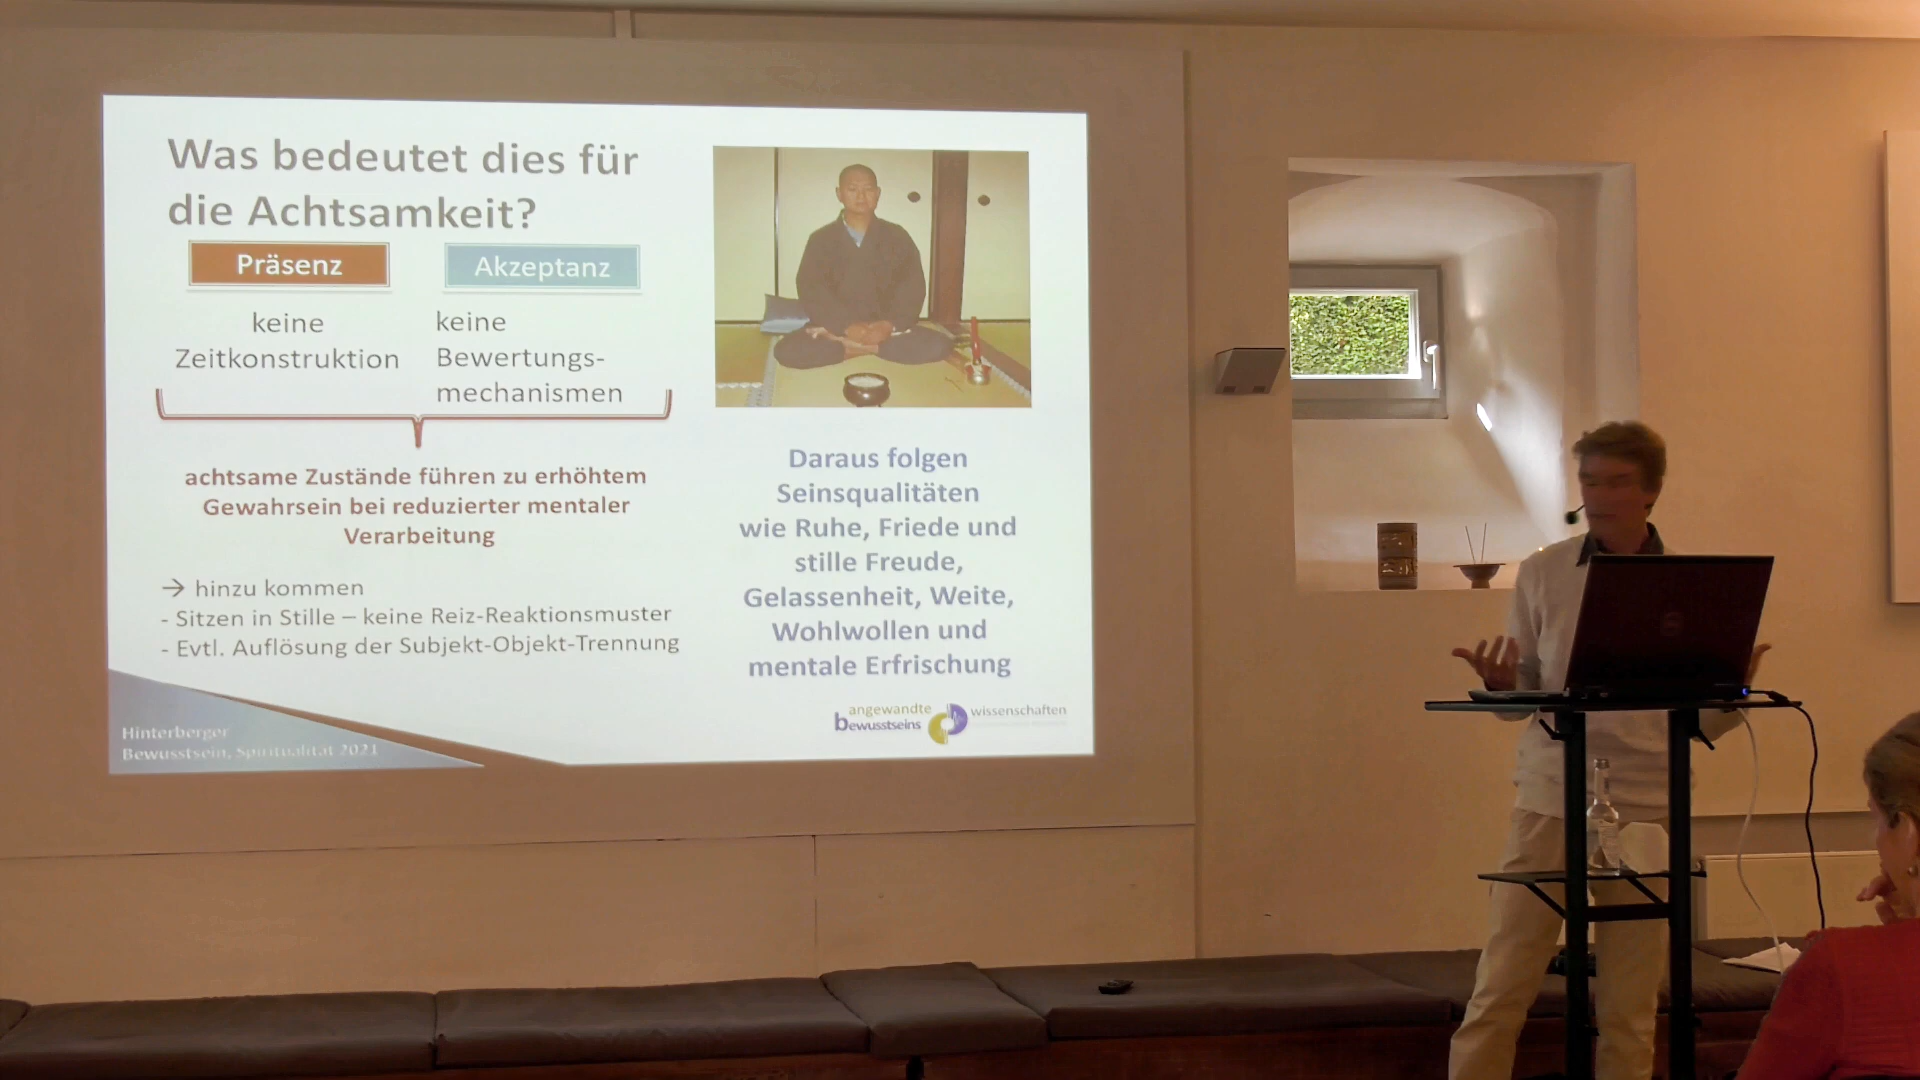 Was bedeutet dies für
die Achtsamkeit?
Präsenz
Akzeptanz
keine
Zeitkonstruktion
keine
Bewertungs-
mechanismen
achtsame Zustände führen zu erhöhtem
Gewahrsein bei reduzierter mentaler
Verarbeitung
→ hinzu kommen
- Sitzen in Stille – keine Reiz-Reaktionsmuster
- Evtl. Auflösung der Subjekt-Objekt-Trennung
Daraus folgen
Seinsqualitäten
wie Ruhe, Friede und
stille Freude,
Gelassenheit, Weite,
Wohlwollen und
mentale Erfrischung
angewandte
bewusstseins
wissenschaften
Hinterberger
Bewusstsein, Spiritualität 2021